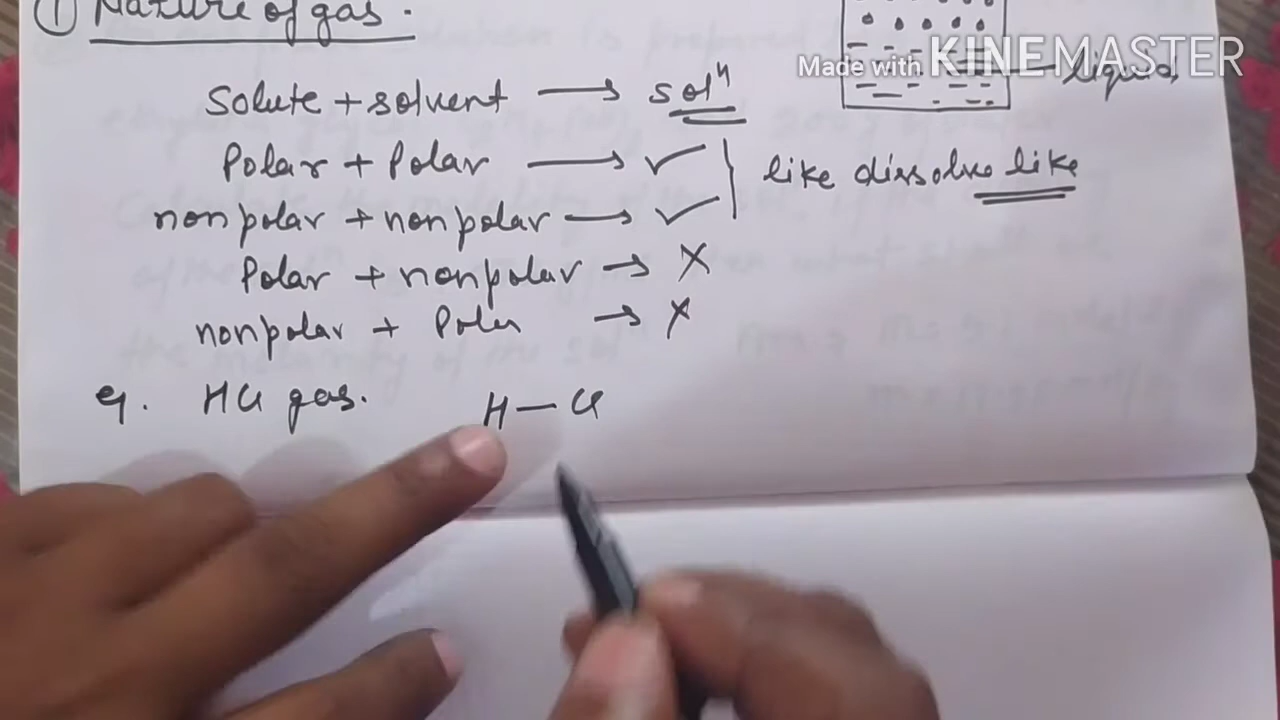 ① Nature of gas.
Made with KINEMASTER
liquid
Solute + solvent → solⁿ
Polar + Polar → ✓
nonpolar + nonpolar → ✓
like dissolve like
Polar + nonpolar → X
nonpolar + Polar → X
eg. HCl gas. H—Cl